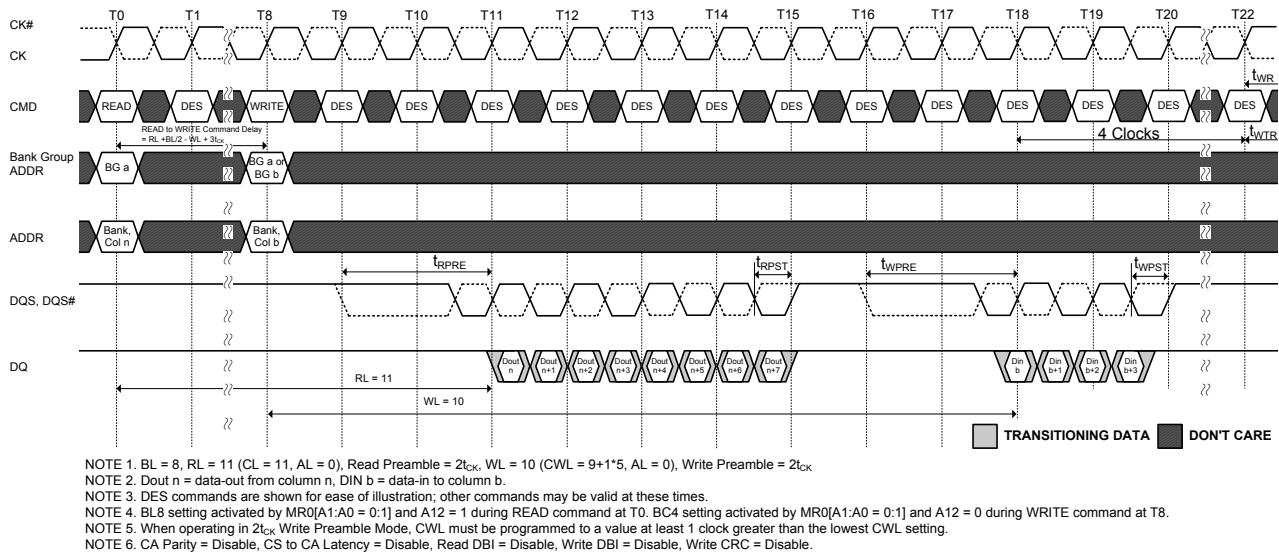 T0 T1 T8 T9 T10 T11 T12 T13 T14 T15 T16 T17 T18 T19 T20 T22
CK#
CK
tWR
CMD READ DES WRITE DES DES DES DES DES DES DES DES DES DES DES DES DES
READ to WRITE Command Delay
= RL +BL/2 - WL + 3tCK
4 Clocks tWTR
Bank Group
ADDR
BG a
BG a or
BG b
ADDR
Bank,
Col n
Bank,
Col b
tRPRE tRPST tWPRE tWPST
DQS, DQS#
DQ
Dout
n
Dout
n+1
Dout
n+2
Dout
n+3
Dout
n+4
Dout
n+5
Dout
n+6
Dout
n+7
Din
b
Din
b+1
Din
b+2
Din
b+3
RL = 11
WL = 10
TRANSITIONING DATA DON'T CARE
NOTE 1. BL = 8, RL = 11 (CL = 11, AL = 0), Read Preamble = 2tCK, WL = 10 (CWL = 9+1*5, AL = 0), Write Preamble = 2tCK
NOTE 2. Dout n = data-out from column n, DIN b = data-in to column b.
NOTE 3. DES commands are shown for ease of illustration; other commands may be valid at these times.
NOTE 4. BL8 setting activated by MR0[A1:A0 = 0:1] and A12 = 1 during READ command at T0. BC4 setting activated by MR0[A1:A0 = 0:1] and A12 = 0 during WRITE command at T8.
NOTE 5. When operating in 2tCK Write Preamble Mode, CWL must be programmed to a value at least 1 clock greater than the lowest CWL setting.
NOTE 6. CA Parity = Disable, CS to CA Latency = Disable, Read DBI = Disable, Write DBI = Disable, Write CRC = Disable.